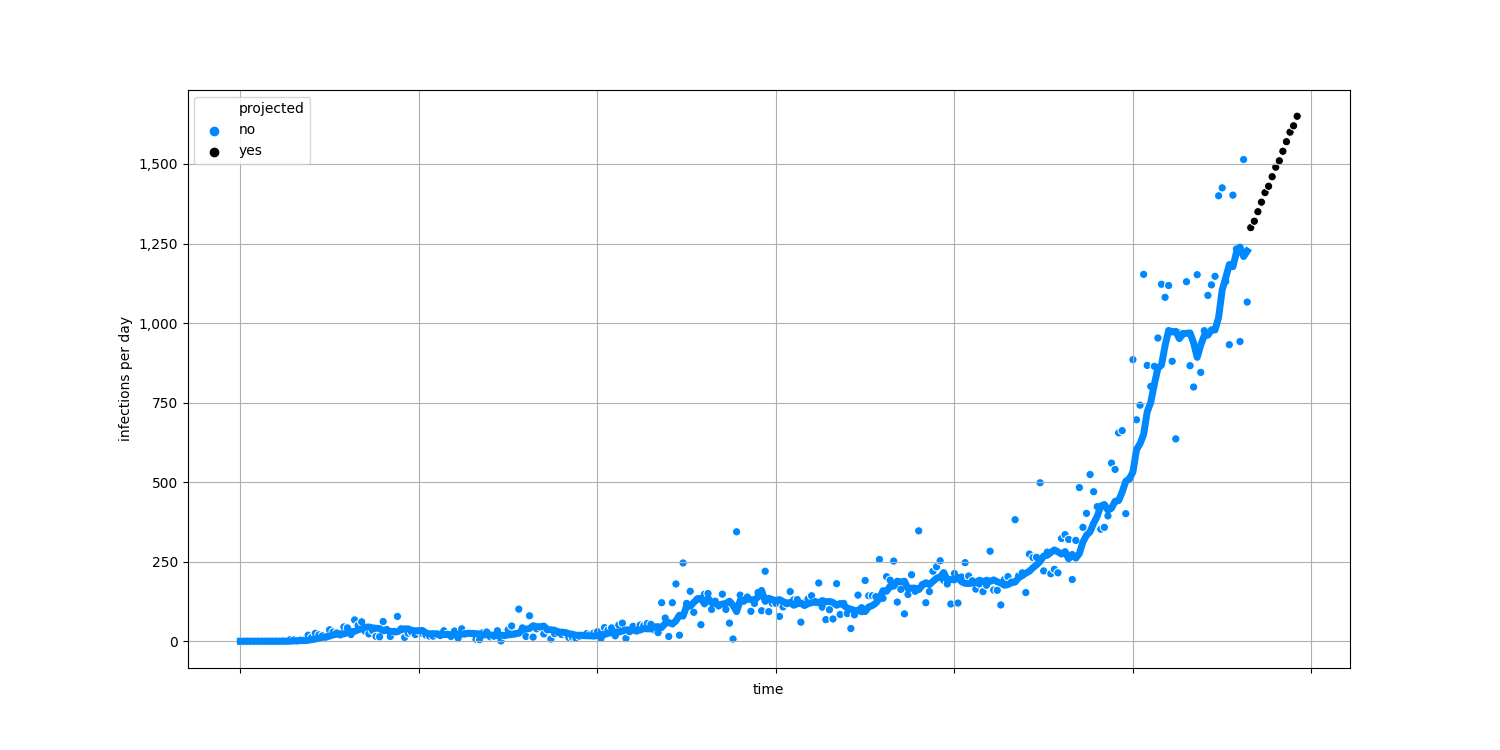 projected
no
yes
1,500
1,250
1,000
750
500
250
0
infections per day
time